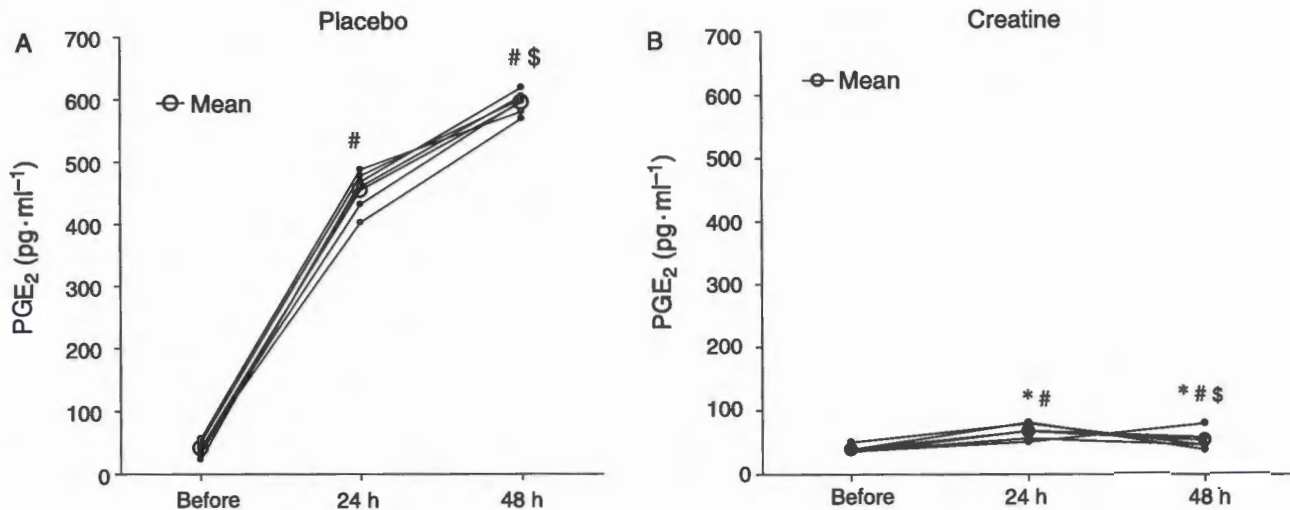 A
Placebo
PGE₂ (pg·ml⁻¹)
700
600
500
400
300
200
100
0
Mean
#
# $
Before
24 h
48 h
B
Creatine
PGE₂ (pg·ml⁻¹)
700
600
500
400
300
200
100
0
Mean
* #
* # $
Before
24 h
48 h